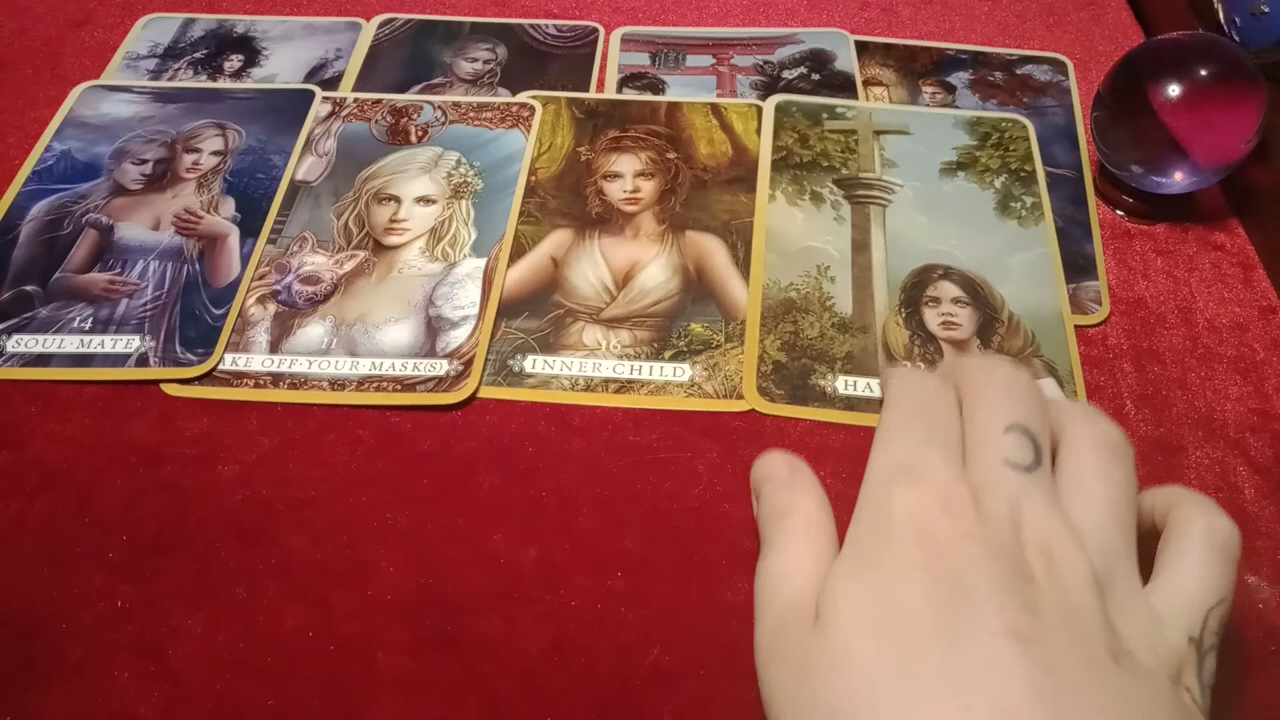 14
SOUL·MATE
11
AKE OFF·YOUR·MASK(S)
16
INNER·CHILD
HA